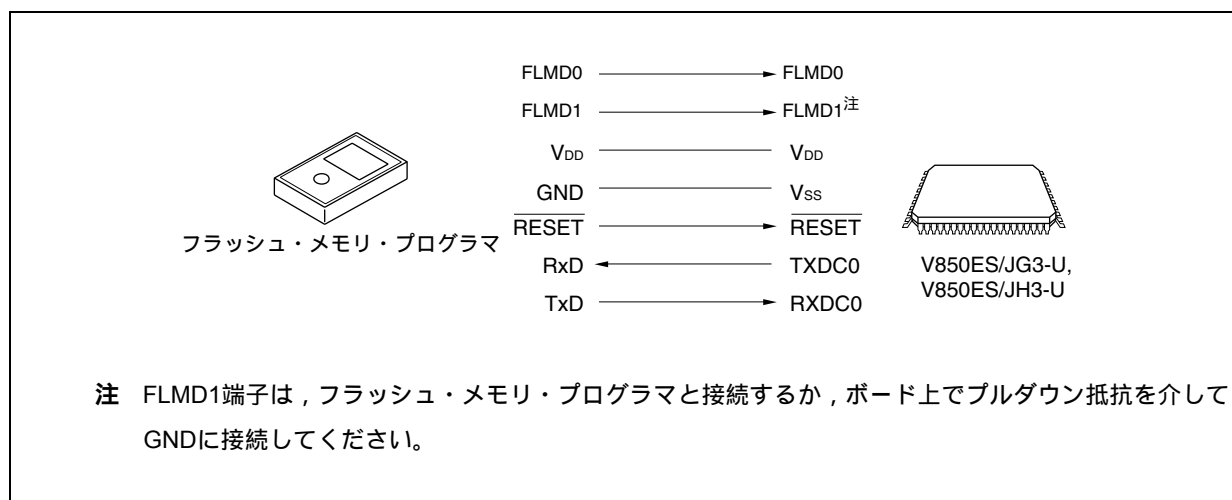 FLMD0 FLMD0
FLMD1 FLMD1注
VDD VDD
GND VSS
RESET RESET
フラッシュ・メモリ・プログラマ
RxD TXDC0
TxD RXDC0
V850ES/JG3-U,
V850ES/JH3-U
注 FLMD1端子は,フラッシュ・メモリ・プログラマと接続するか,ボード上でプルダウン抵抗を介して
GNDに接続してください。